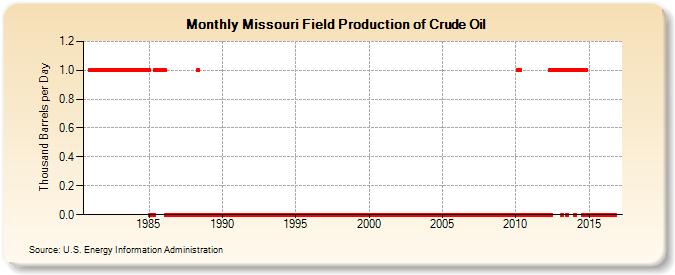 Monthly Missouri Field Production of Crude Oil
Thousand Barrels per Day
1.2
1.0
0.8
0.6
0.4
0.2
0.0
1985 1990 1995 2000 2005 2010 2015
Source: U.S. Energy Information Administration